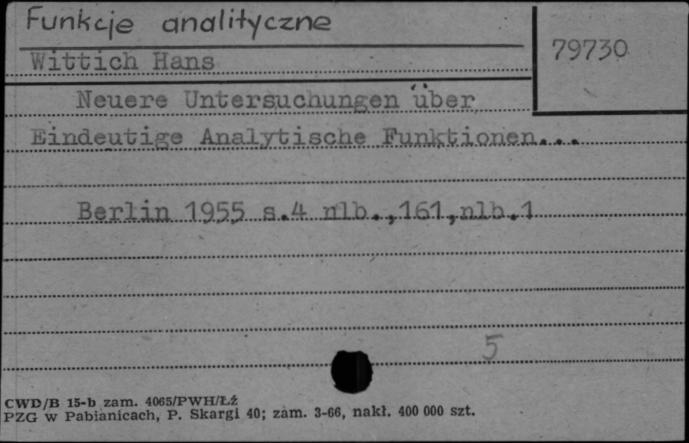 Funkcje analityczne
79730
Wittich Hans
Neuere Untersuchungen über
Eindeutige Analytische Funktionen...
Berlin 1955 s.4 nlb.,161,nlb.1
5
CWD/B 15-b zam. 4065/PWH/Łż
PZG w Pabianicach, P. Skargi 40; zam. 3-66, nakł. 400 000 szt.